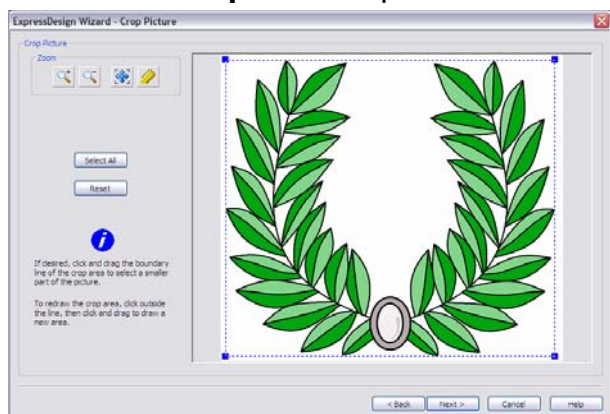 ExpressDesign Wizard - Crop Picture
Crop Picture
Zoom
Select All
Reset
If desired, click and drag the boundary
line of the crop area to select a smaller
part of the picture.
To redraw the crop area, click outside
the line, then click and drag to draw a
new area.
< Back
Next >
Cancel
Help